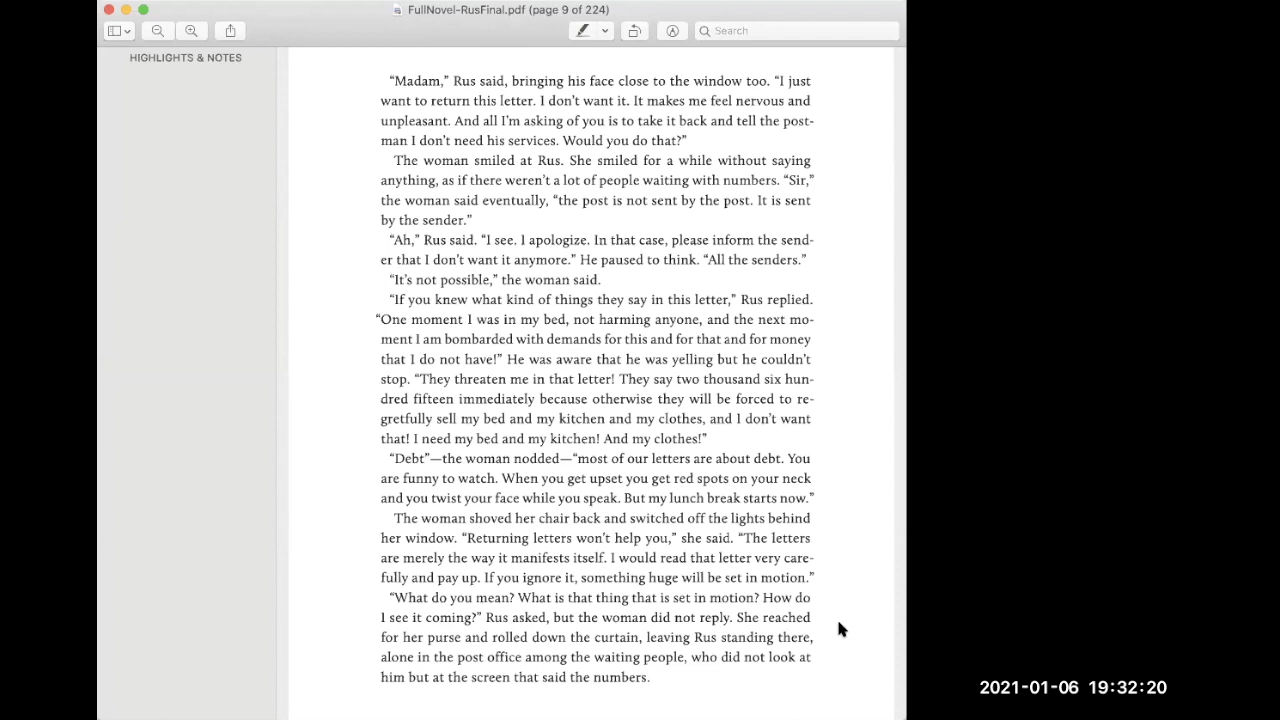 FullNovel-RusFinal.pdf (page 9 of 224)
Search
HIGHLIGHTS & NOTES
“Madam,” Rus said, bringing his face close to the window too. “I just
want to return this letter. I don’t want it. It makes me feel nervous and
unpleasant. And all I’m asking of you is to take it back and tell the post-
man I don’t need his services. Would you do that?”
The woman smiled at Rus. She smiled for a while without saying
anything, as if there weren’t a lot of people waiting with numbers. “Sir,”
the woman said eventually, “the post is not sent by the post. It is sent
by the sender.”
“Ah,” Rus said. “I see. I apologize. In that case, please inform the send-
er that I don’t want it anymore.” He paused to think. “All the senders.”
“It’s not possible,” the woman said.
“If you knew what kind of things they say in this letter,” Rus replied.
“One moment I was in my bed, not harming anyone, and the next mo-
ment I am bombarded with demands for this and for that and for money
that I do not have!” He was aware that he was yelling but he couldn’t
stop. “They threaten me in that letter! They say two thousand six hun-
dred fifteen immediately because otherwise they will be forced to re-
gretfully sell my bed and my kitchen and my clothes, and I don’t want
that! I need my bed and my kitchen! And my clothes!”
“Debt”—the woman nodded—“most of our letters are about debt. You
are funny to watch. When you get upset you get red spots on your neck
and you twist your face while you speak. But my lunch break starts now.”
The woman shoved her chair back and switched off the lights behind
her window. “Returning letters won’t help you,” she said. “The letters
are merely the way it manifests itself. I would read that letter very care-
fully and pay up. If you ignore it, something huge will be set in motion.”
“What do you mean? What is that thing that is set in motion? How do
I see it coming?” Rus asked, but the woman did not reply. She reached
for her purse and rolled down the curtain, leaving Rus standing there,
alone in the post office among the waiting people, who did not look at
him but at the screen that said the numbers.
2021-01-06 19:32:20